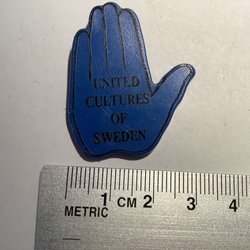 UNITED
CULTURES
OF
SWEDEN
1 CM 2 3 4
METRIC